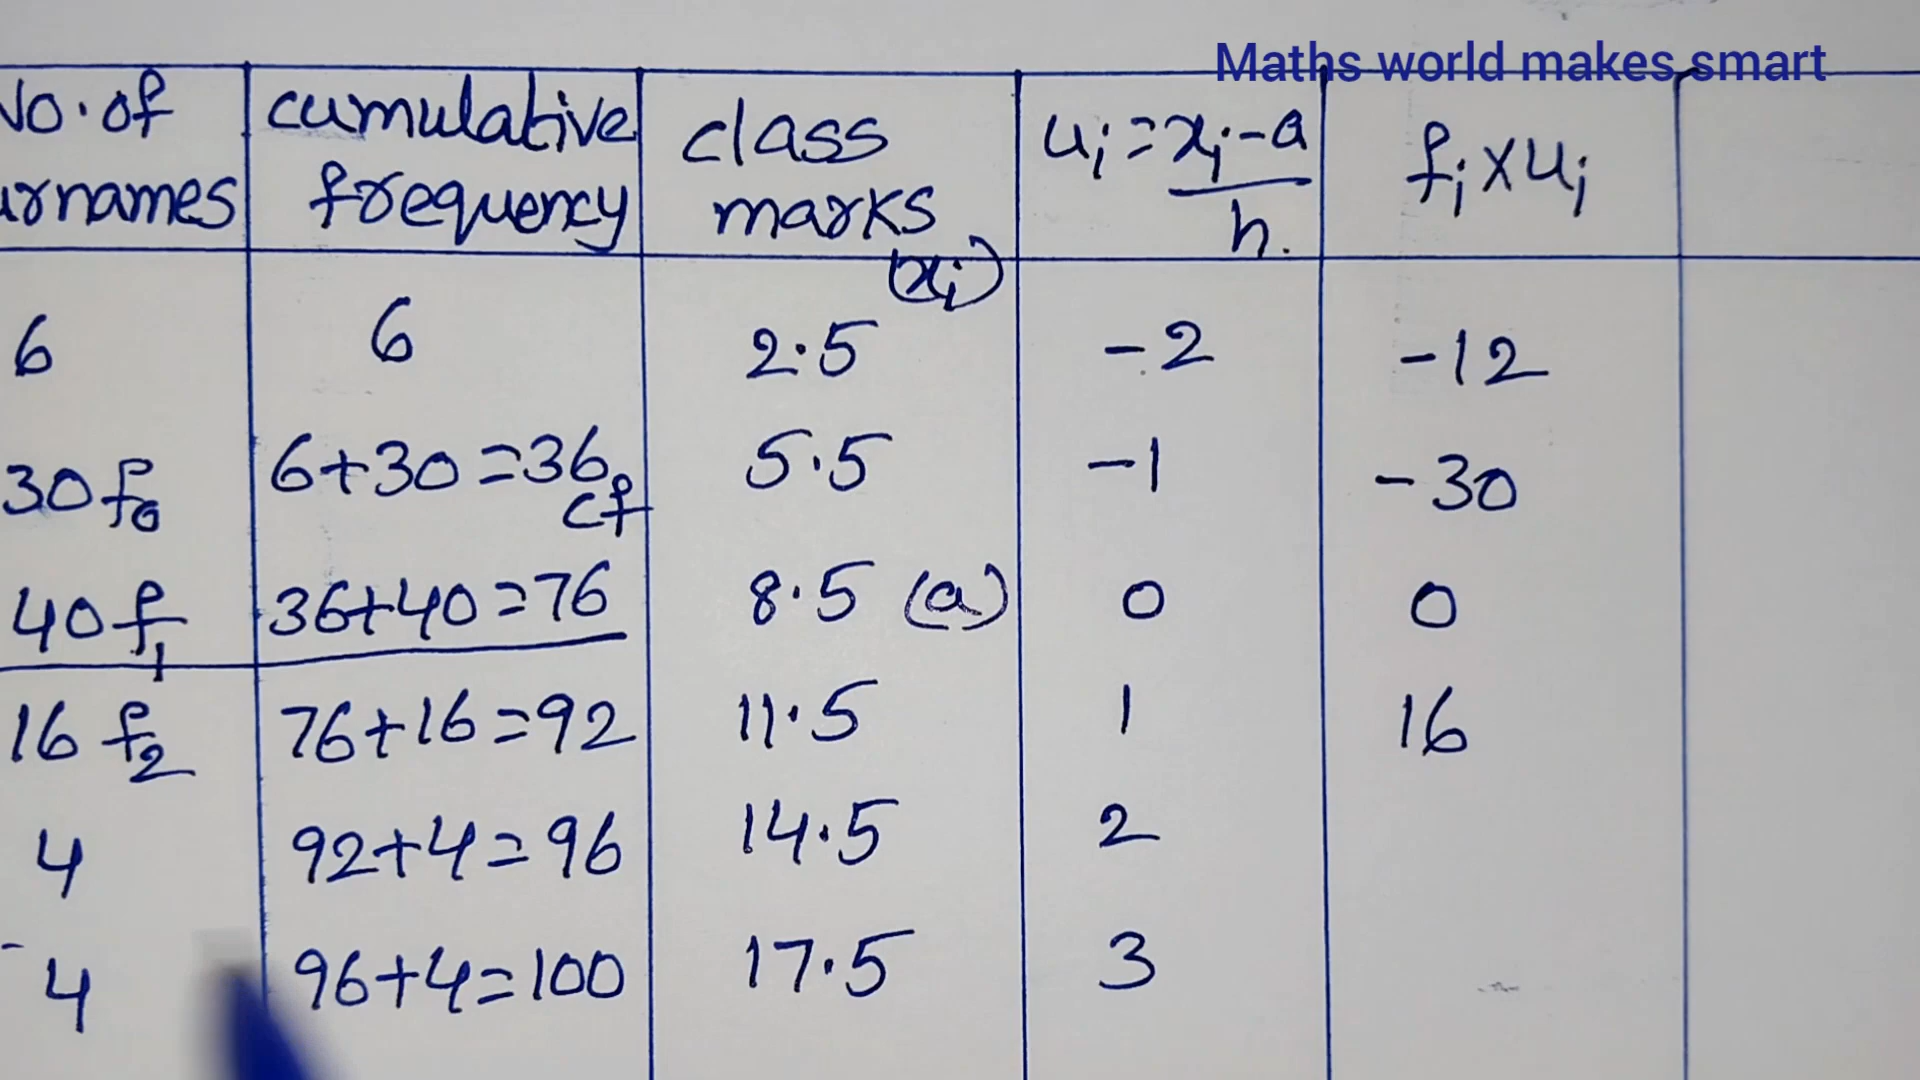 Maths world makes smart
No. of cumulative class uᵢ = xᵢ - a fᵢ × uᵢ
urnames frequency marks h.
(xᵢ)
6 6 2.5 -2 -12
30 f₀ 6+30=36 cf 5.5 -1 -30
40 f₁ 36+40=76 8.5 (a) 0 0
16 f₂ 76+16=92 11.5 1 16
4 92+4=96 14.5 2
4 96+4=100 17.5 3